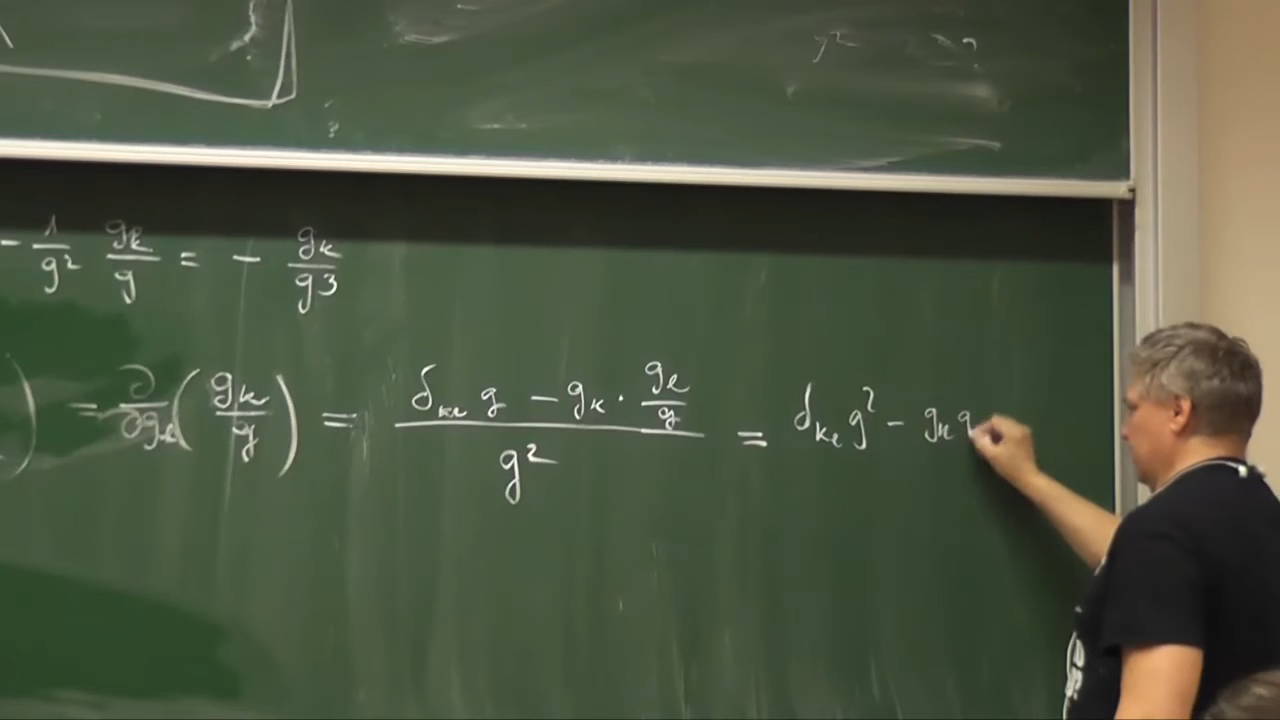 - 1/g² g_k/g = - g_k/g3
) = ∂/∂g_l ( g_k/g ) = (δ_kl g - g_k · g_l/g)/g² = δ_kl g² - g_k g